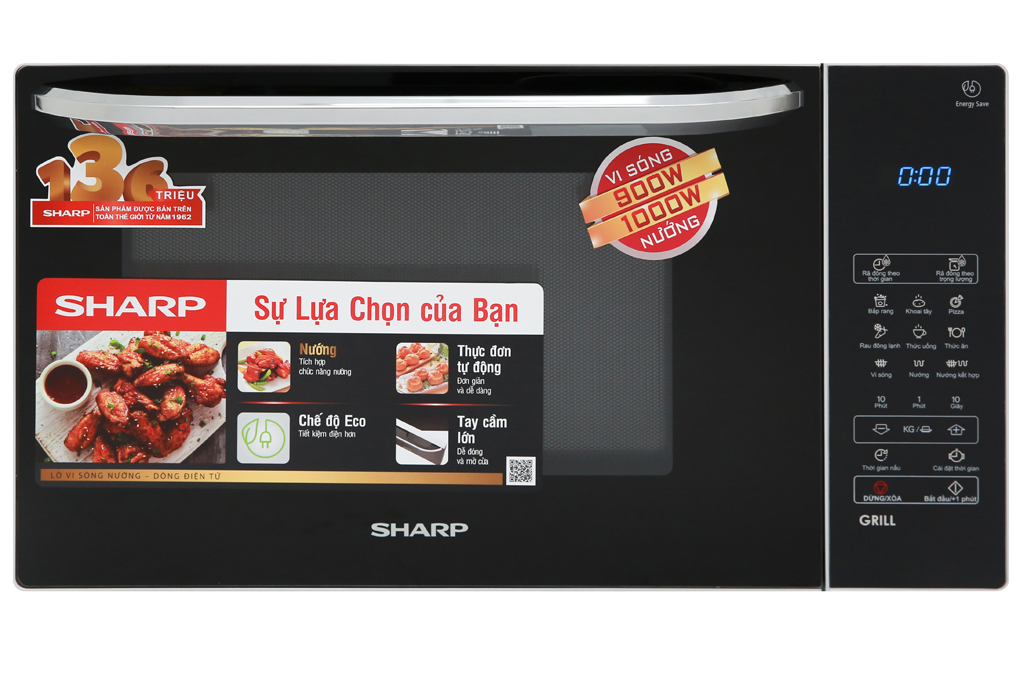 Energy Save
136
TRIỆU
SHARP
SẢN PHẨM ĐƯỢC BÁN TRÊN
TOÀN THẾ GIỚI TỪ NĂM 1962
VI SÓNG
900W
1000W
NƯỚNG
0:00
SHARP
Sự Lựa Chọn của Bạn
Nướng
Tích hợp
chức năng nướng
Thực đơn
tự động
Đơn giản
và dễ dàng
Chế độ Eco
Tiết kiệm điện hơn
Tay cầm
lớn
Dễ đóng
và mở cửa
LÒ VI SÓNG NƯỚNG – DÒNG ĐIỆN TỬ
SHARP
Rã đông theo
thời gian
Rã đông theo
trọng lượng
Bắp rang
Khoai tây
Pizza
Rau đông lạnh
Thức uống
Thức ăn
Vi sóng
Nướng
Nướng kết hợp
10
Phút
1
Phút
10
Giây
KG /
Thời gian nấu
Cài đặt thời gian
DỪNG/XÓA
Bắt đầu/+1 phút
GRILL